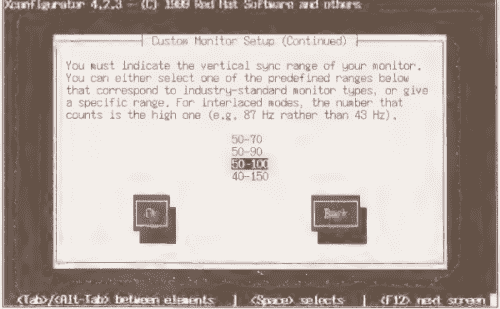 Xconfigurator 4.2.3 - (C) 1999 Red Hat Software and others
Custom Monitor Setup (Continued)
You must indicate the vertical sync range of your monitor.
You can either select one of the predefined ranges below
that correspond to industry-standard monitor types, or give
a specific range. For interlaced modes, the number that
counts is the high one (e.g. 87 Hz rather than 43 Hz).
50-70
50-90
50-100
40-150
Ok Back
<Tab>/<Alt-Tab> between elements | <Space> selects | <F12> next screen